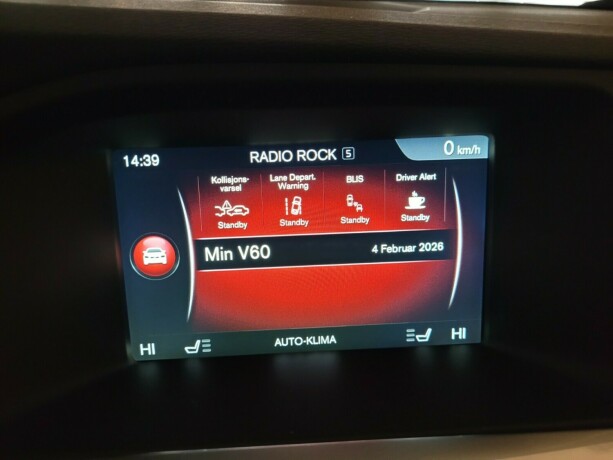 14:39 RADIO ROCK 5 0 km/h
Kollisjons-
varsel
Standby
Lane Depart.
Warning
Standby
BLIS
Standby
Driver Alert
Standby
Min V60 4 Februar 2026
HI AUTO-KLIMA HI